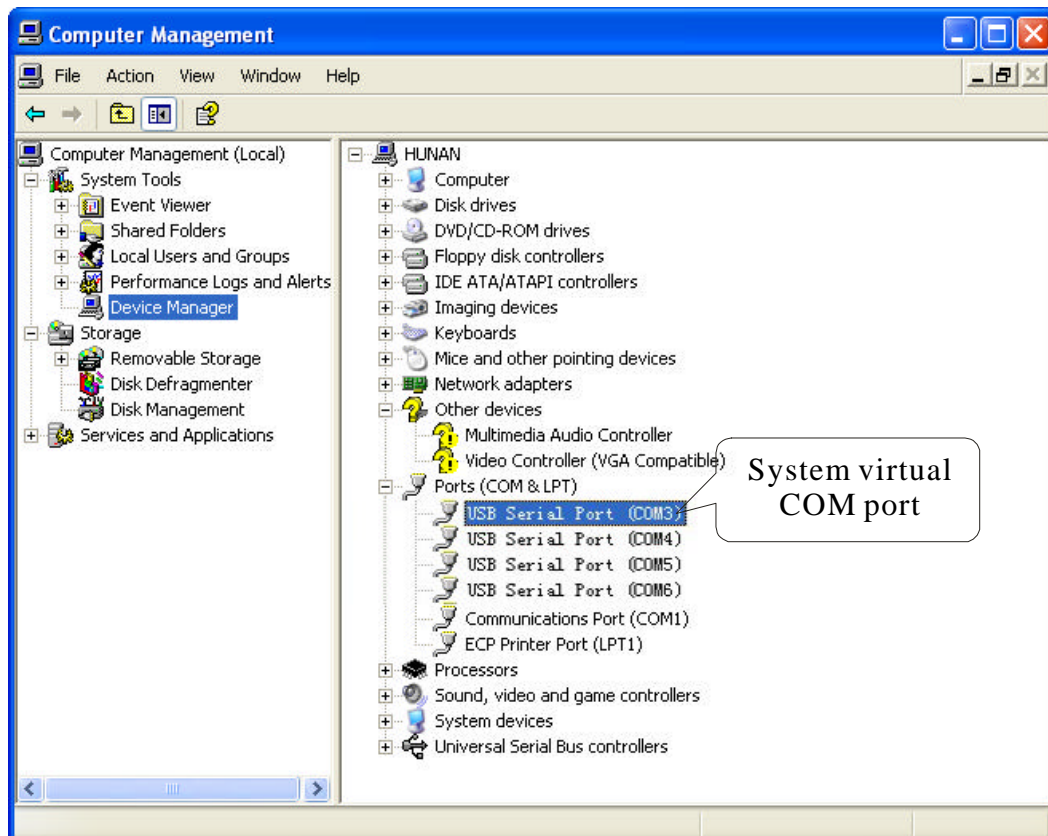 Computer Management
File Action View Window Help
Computer Management (Local)
System Tools
Event Viewer
Shared Folders
Local Users and Groups
Performance Logs and Alerts
Device Manager
Storage
Removable Storage
Disk Defragmenter
Disk Management
Services and Applications
HUNAN
Computer
Disk drives
DVD/CD-ROM drives
Floppy disk controllers
IDE ATA/ATAPI controllers
Imaging devices
Keyboards
Mice and other pointing devices
Network adapters
Other devices
Multimedia Audio Controller
Video Controller (VGA Compatible)
Ports (COM & LPT)
USB Serial Port (COM3)
USB Serial Port (COM4)
USB Serial Port (COM5)
USB Serial Port (COM6)
Communications Port (COM1)
ECP Printer Port (LPT1)
Processors
Sound, video and game controllers
System devices
Universal Serial Bus controllers
System virtual
COM port